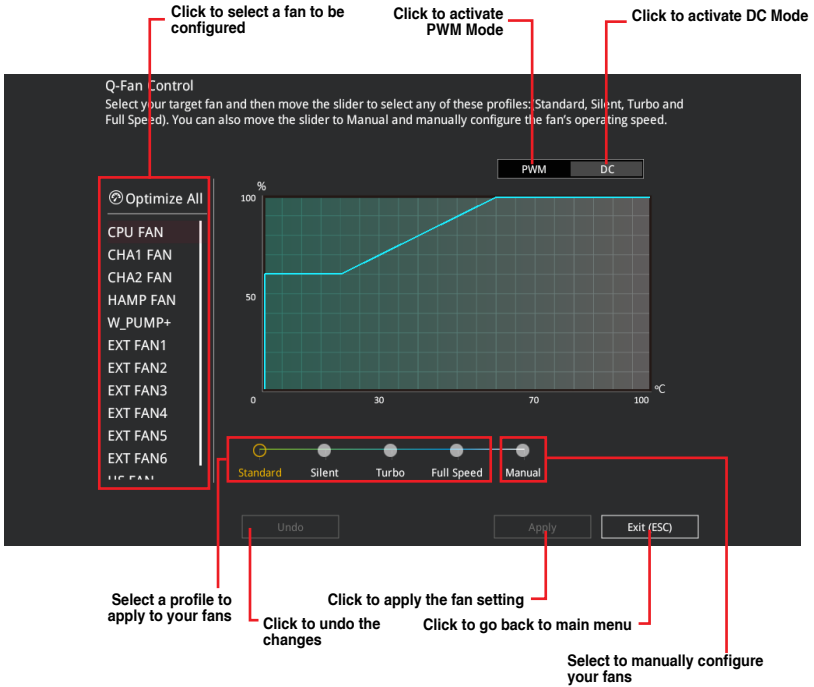 Click to select a fan to be
configured
Click to activate
PWM Mode
Click to activate DC Mode
Q-Fan Control
Select your target fan and then move the slider to select any of these profiles:(Standard, Silent, Turbo and
Full Speed). You can also move the slider to Manual and manually configure the fan's operating speed.
PWM
DC
Optimize All
CPU FAN
CHA1 FAN
CHA2 FAN
HAMP FAN
W_PUMP+
EXT FAN1
EXT FAN2
EXT FAN3
EXT FAN4
EXT FAN5
EXT FAN6
HS FAN
%
100
50
0
30
70
100
°C
Standard
Silent
Turbo
Full Speed
Manual
Undo
Apply
Exit (ESC)
Select a profile to
apply to your fans
Click to undo the
changes
Click to apply the fan setting
Click to go back to main menu
Select to manually configure
your fans